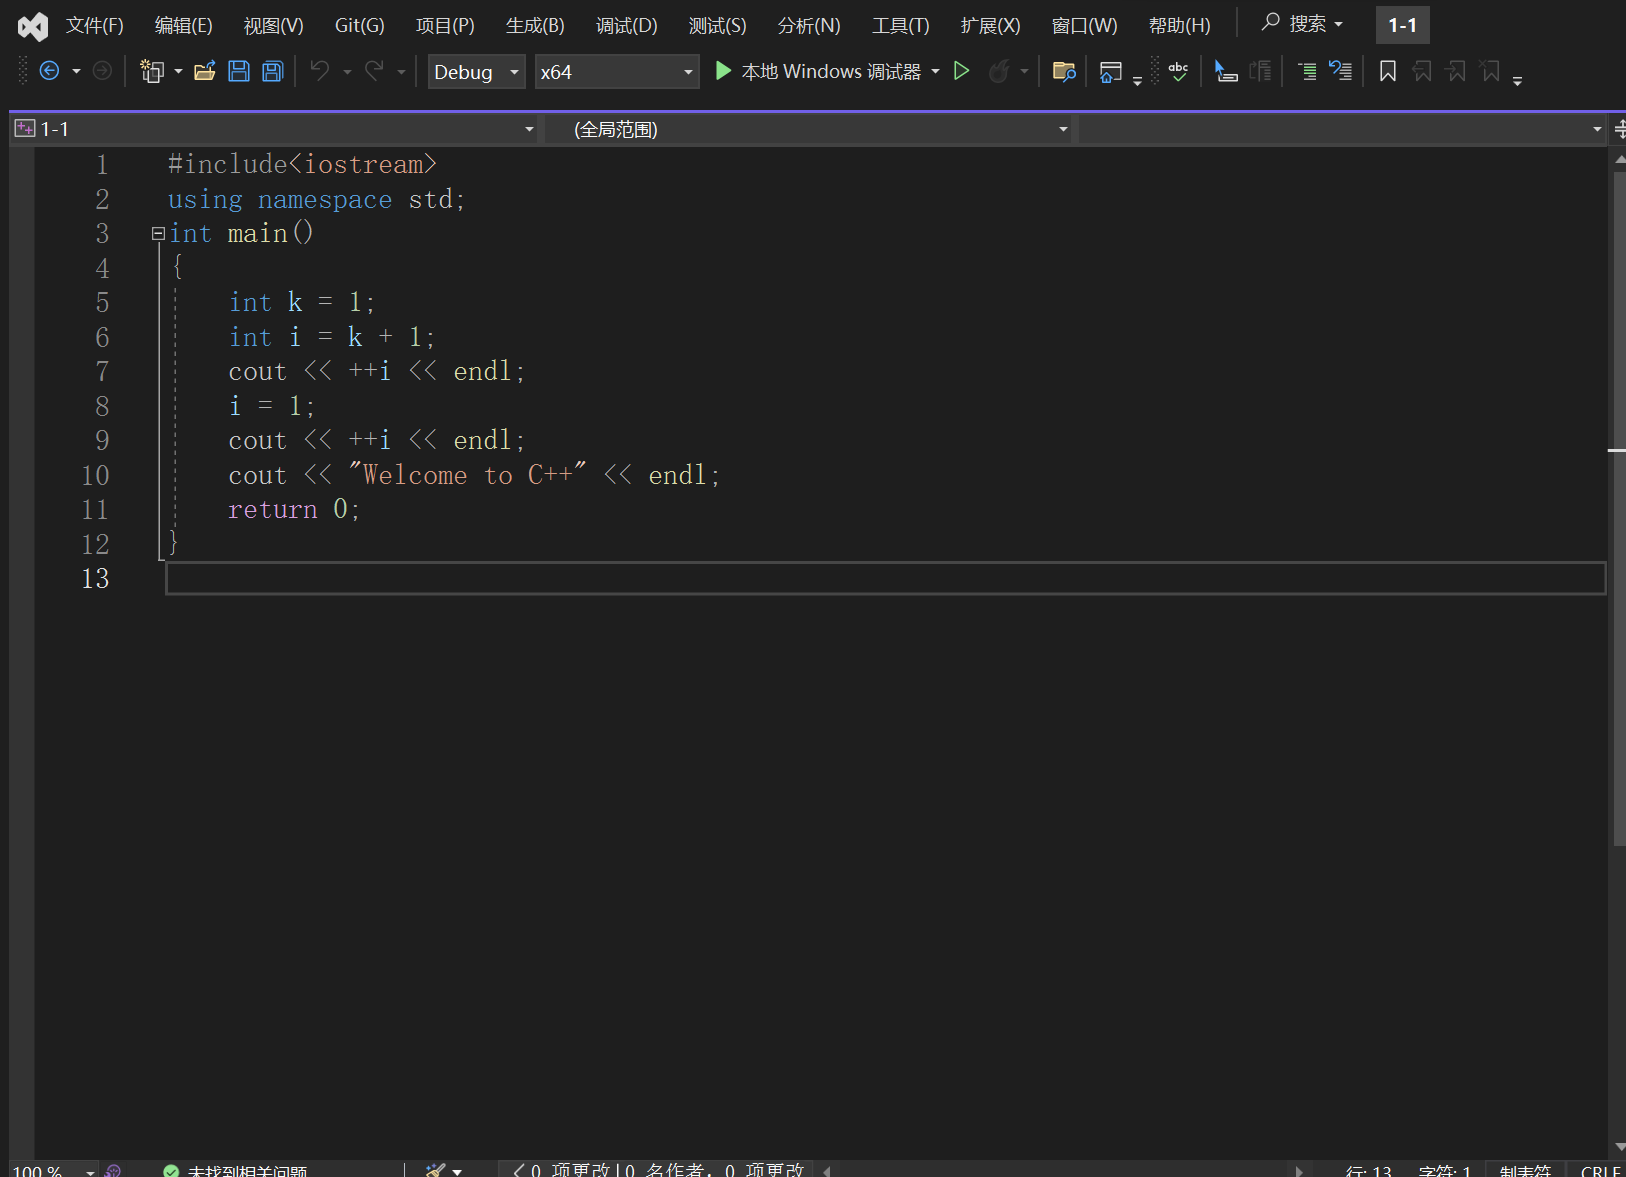 文件(F) 编辑(E) 视图(V) Git(G) 项目(P) 生成(B) 调试(D) 测试(S) 分析(N) 工具(T) 扩展(X) 窗口(W) 帮助(H) 搜索 1-1
Debug x64 本地 Windows 调试器 abc
1-1 (全局范围)
1 #include<iostream>
2 using namespace std;
3 int main()
4 {
5 int k = 1;
6 int i = k + 1;
7 cout << ++i << endl;
8 i = 1;
9 cout << ++i << endl;
10 cout << "Welcome to C++" << endl;
11 return 0;
12 }
13
100 % 未找到相关问题 0 项更改 | 0 名作者，0 项更改 行: 13 字符: 1 制表符 CRLF